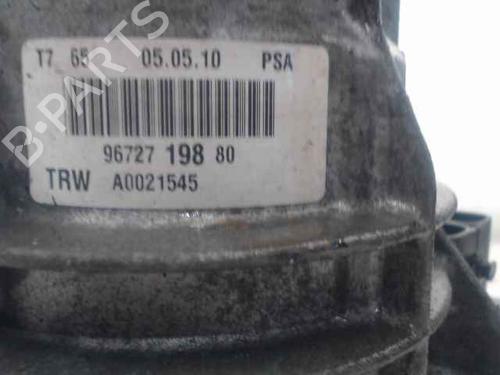 T7 65 05.05.10 PSA
96727 198 80
TRW A0021545
B-PARTS